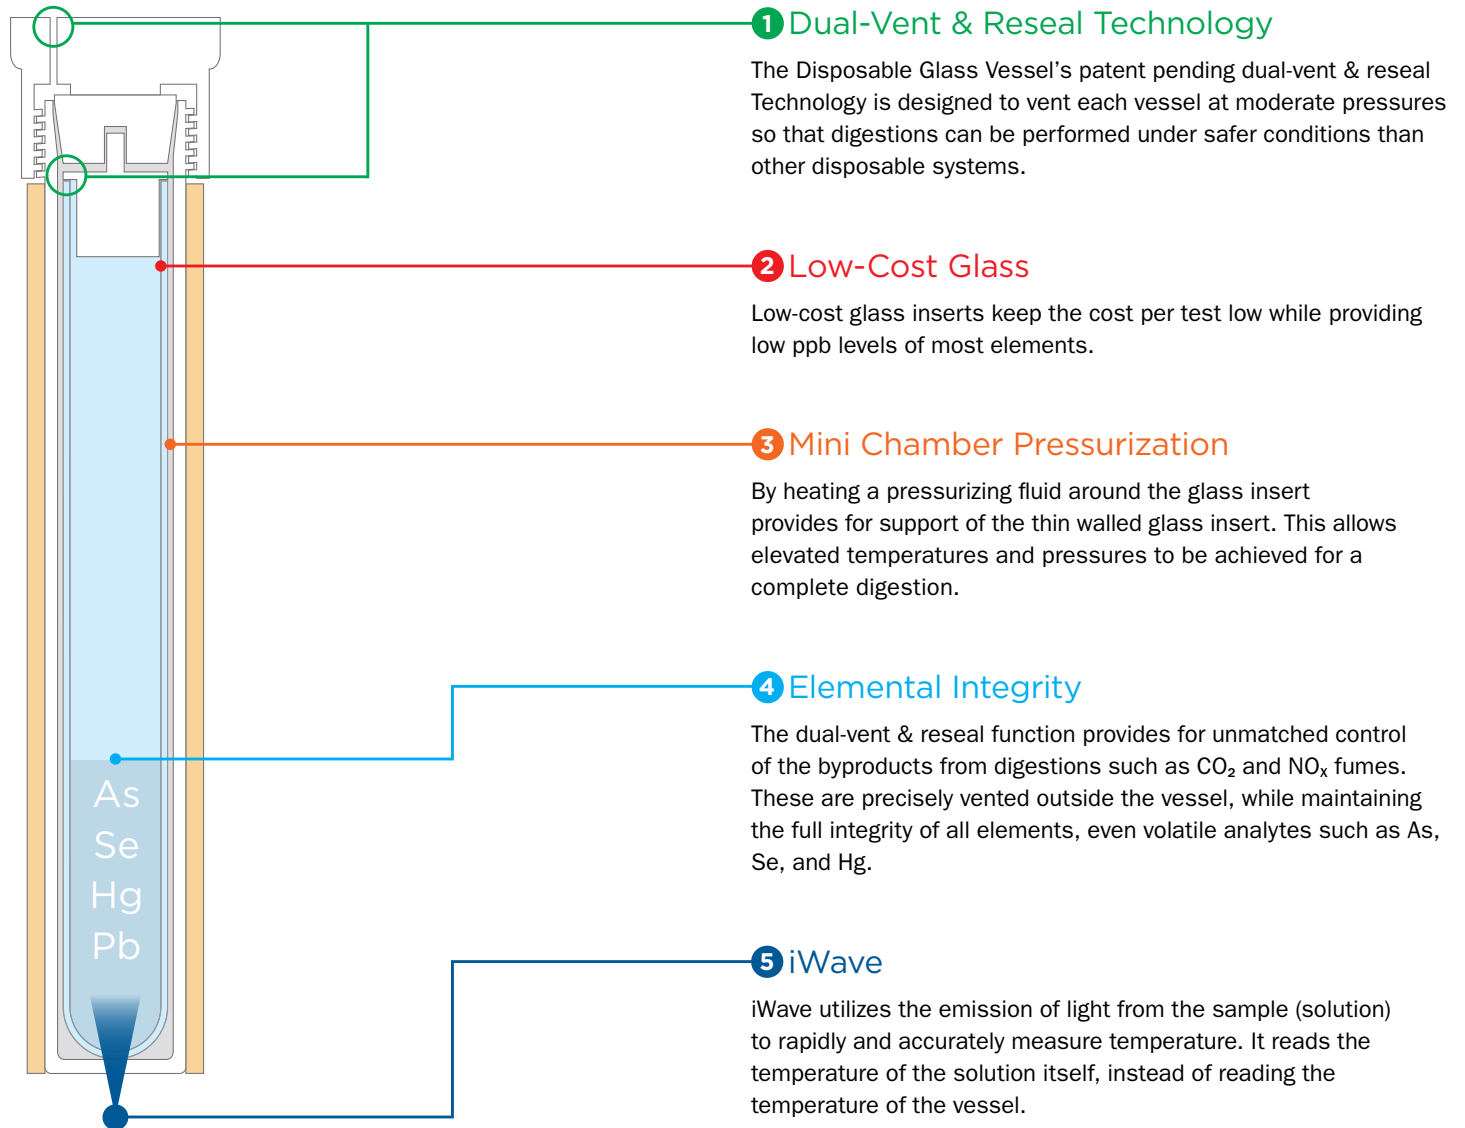 1 Dual-Vent & Reseal Technology
The Disposable Glass Vessel’s patent pending dual-vent & reseal
Technology is designed to vent each vessel at moderate pressures
so that digestions can be performed under safer conditions than
other disposable systems.
2 Low-Cost Glass
Low-cost glass inserts keep the cost per test low while providing
low ppb levels of most elements.
3 Mini Chamber Pressurization
By heating a pressurizing fluid around the glass insert
provides for support of the thin walled glass insert. This allows
elevated temperatures and pressures to be achieved for a
complete digestion.
4 Elemental Integrity
The dual-vent & reseal function provides for unmatched control
of the byproducts from digestions such as CO₂ and NOₓ fumes.
These are precisely vented outside the vessel, while maintaining
the full integrity of all elements, even volatile analytes such as As,
Se, and Hg.
As
Se
Hg
Pb
5 iWave
iWave utilizes the emission of light from the sample (solution)
to rapidly and accurately measure temperature. It reads the
temperature of the solution itself, instead of reading the
temperature of the vessel.